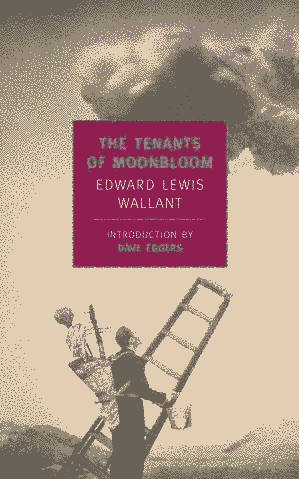 THE TENANTS
OF MOONBLOOM
EDWARD LEWIS
WALLANT
INTRODUCTION BY
DAVE EGGERS